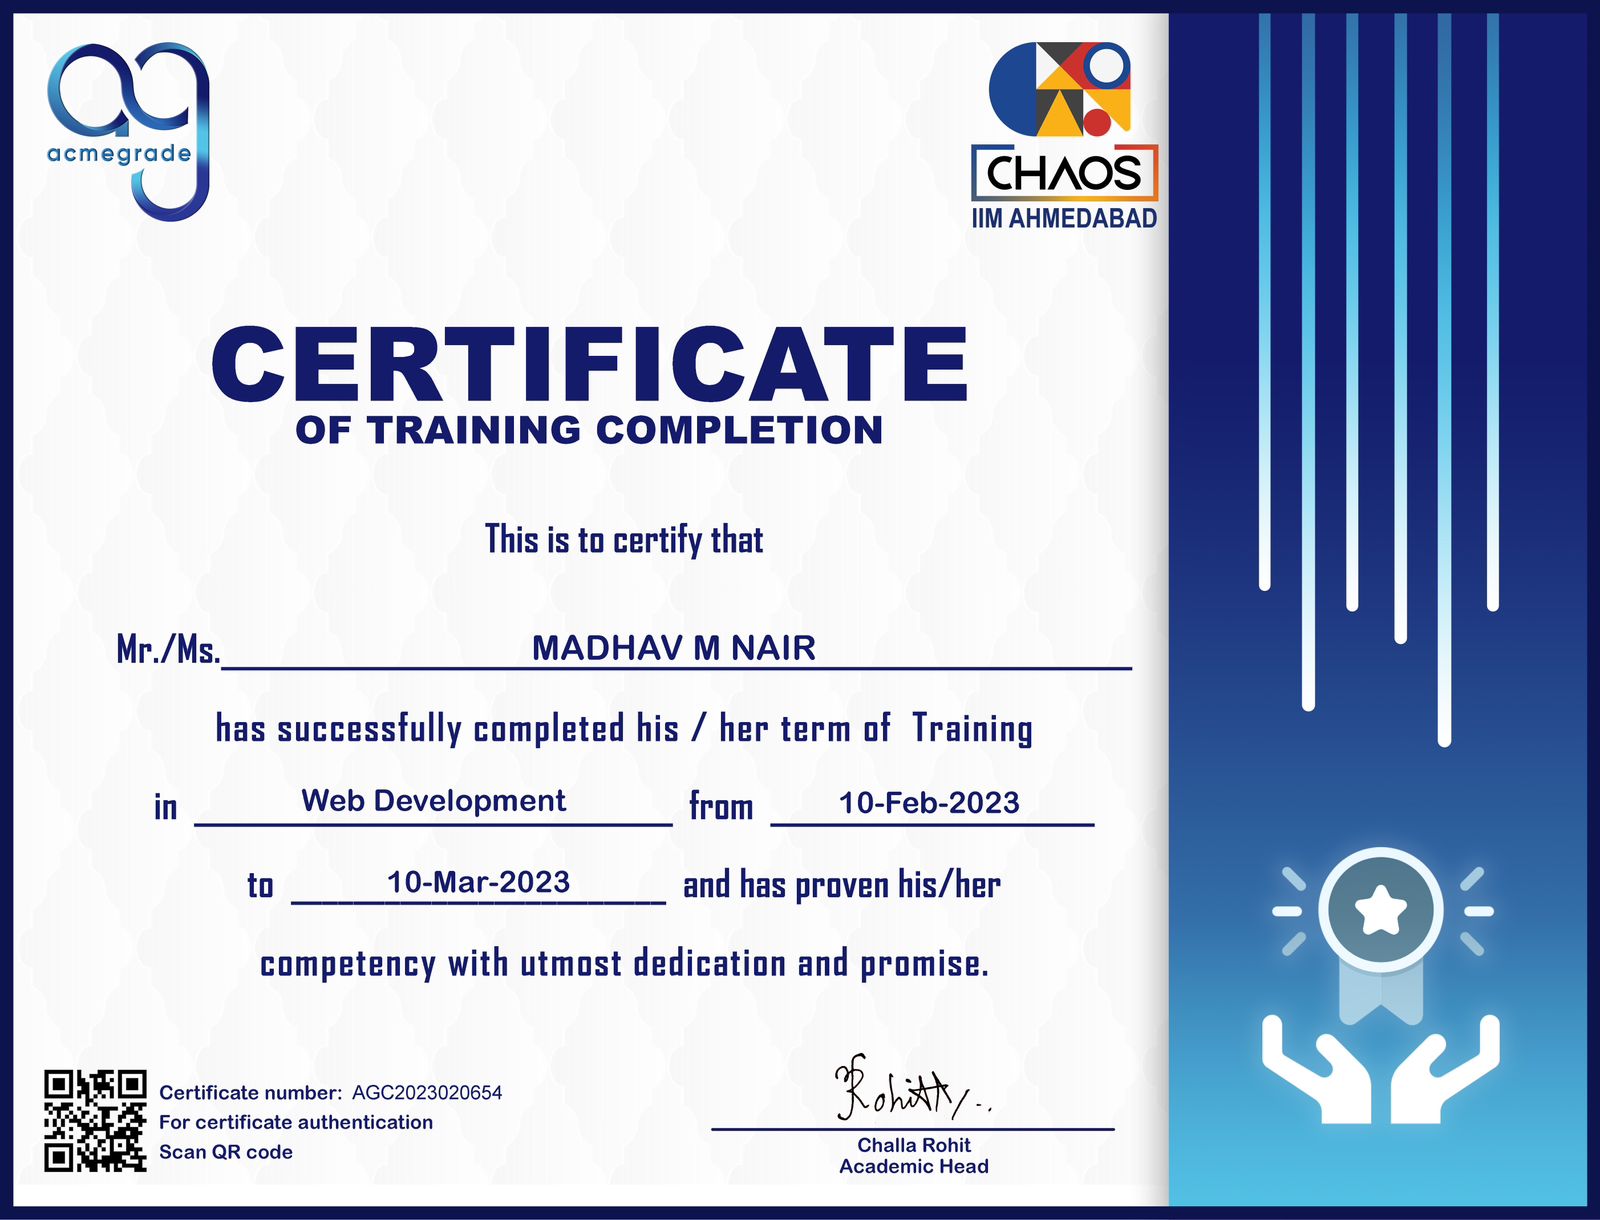 acmegrade
CHAOS
IIM AHMEDABAD
CERTIFICATE
OF TRAINING COMPLETION
This is to certify that
Mr./Ms. MADHAV M NAIR
has successfully completed his / her term of Training
in Web Development from 10-Feb-2023
to 10-Mar-2023 and has proven his/her
competency with utmost dedication and promise.
Certificate number: AGC2023020654
For certificate authentication
Scan QR code
Rohit
Challa Rohit
Academic Head